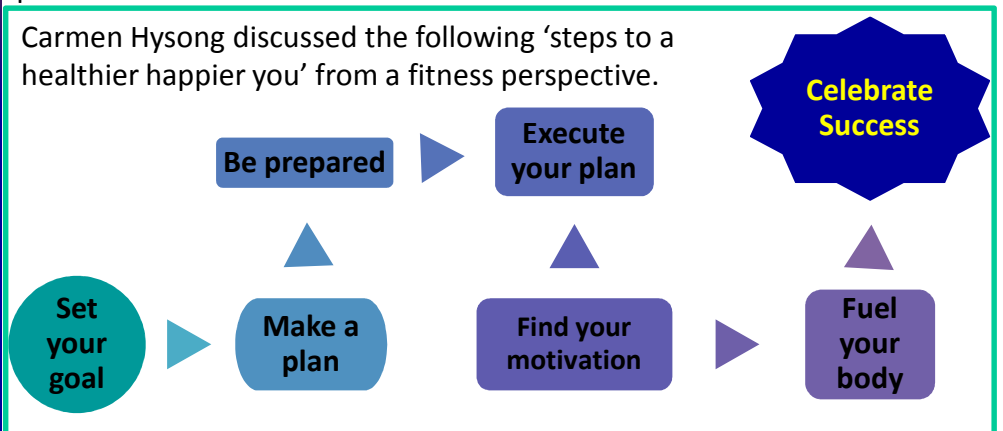 Carmen Hysong discussed the following ‘steps to a
healthier happier you’ from a fitness perspective.
Set
your
goal
Make a
plan
Be prepared
Execute
your plan
Find your
motivation
Fuel
your
body
Celebrate
Success